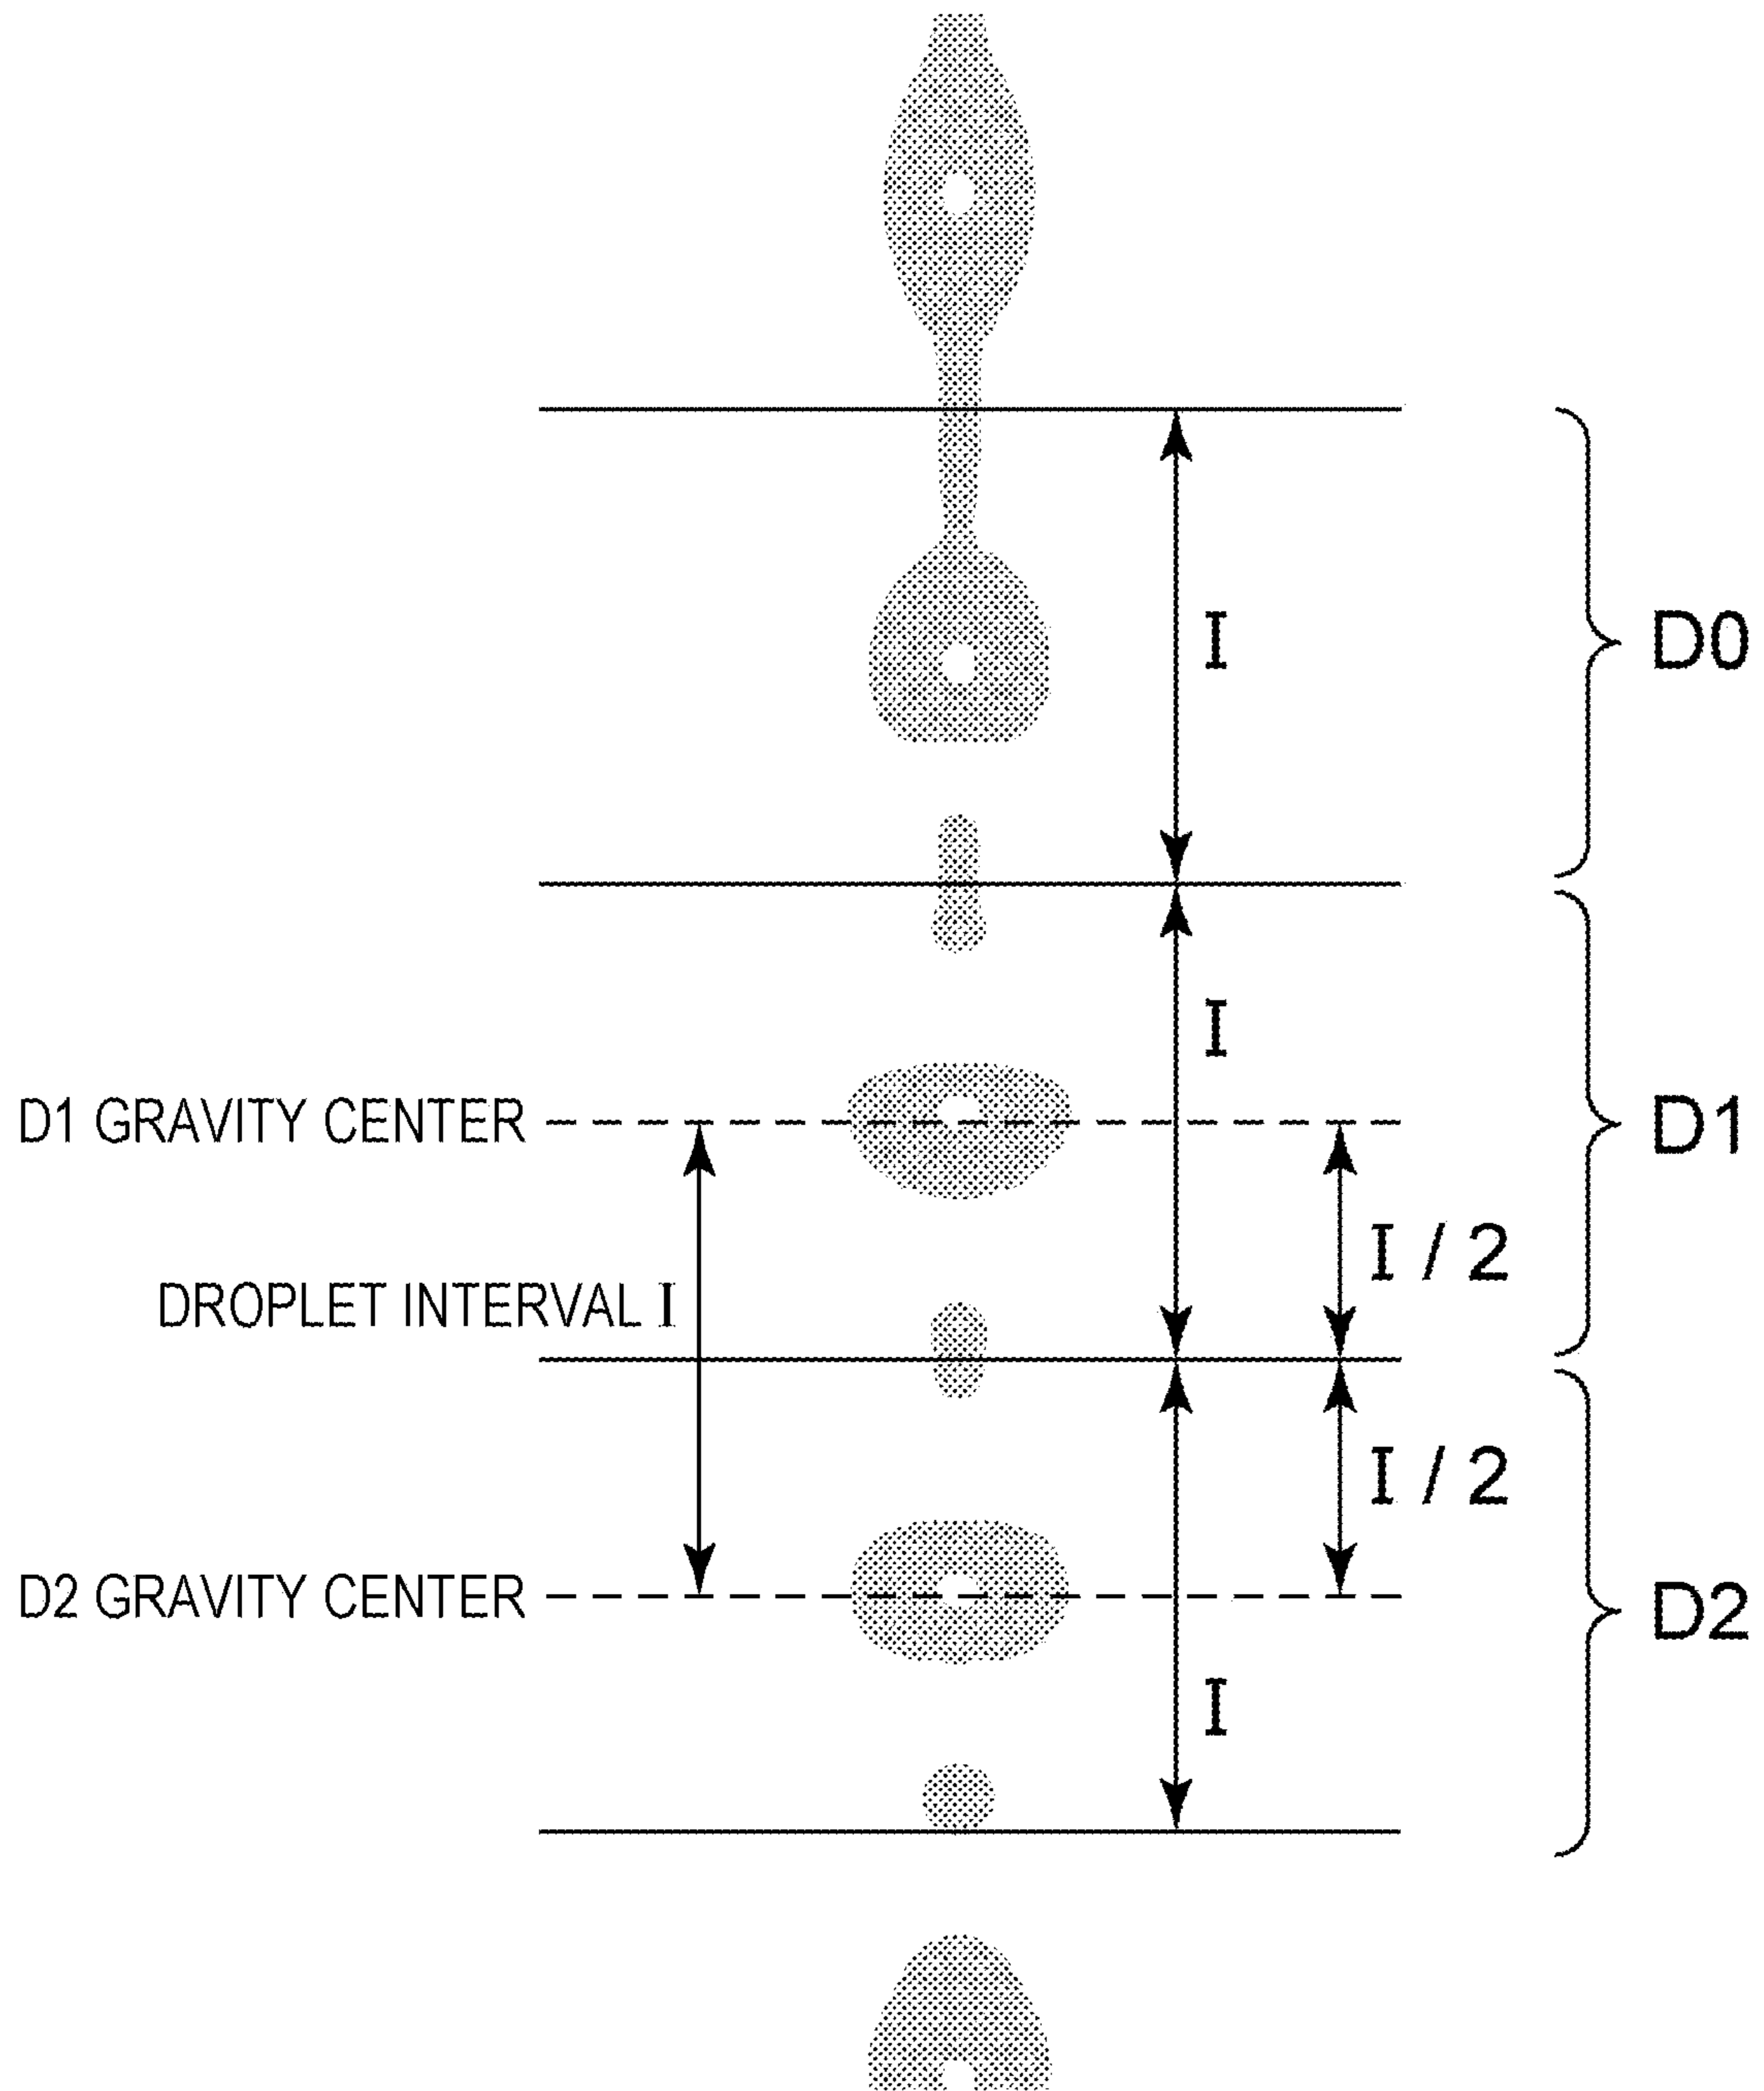 I
D0
I
D1
D1 GRAVITY CENTER
I / 2
DROPLET INTERVAL I
I / 2
D2 GRAVITY CENTER
D2
I